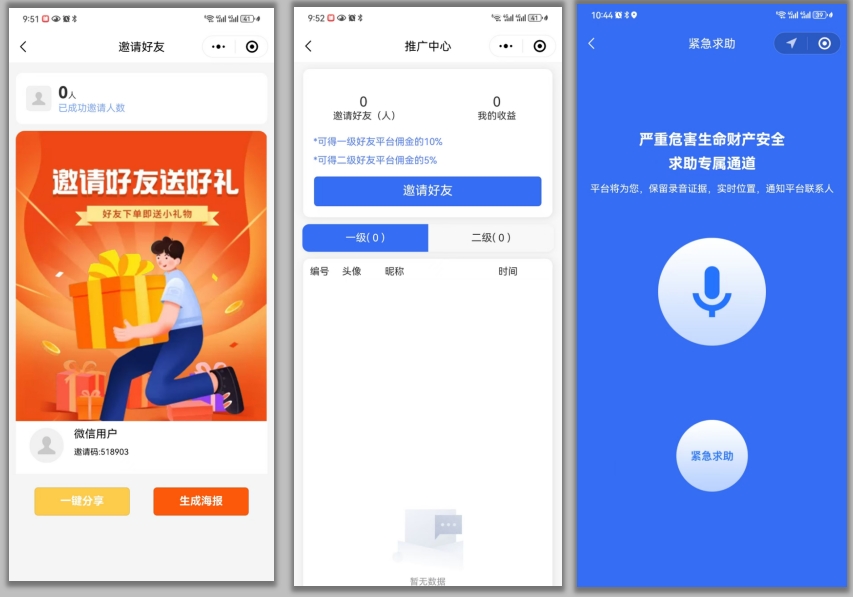 9:51
61
邀请好友
0人
已成功邀请人数
邀请好友送好礼
好友下单即送小礼物
微信用户
邀请码:518903
一键分享
生成海报
9:52
61
推广中心
0
0
邀请好友（人）
我的收益
*可得一级好友平台佣金的10%
*可得二级好友平台佣金的5%
邀请好友
一级( 0 )
二级( 0 )
编号
头像
昵称
时间
暂无数据
10:44
39
紧急求助
严重危害生命财产安全
求助专属通道
平台将为您，保留录音证据，实时位置，通知平台联系人
紧急求助